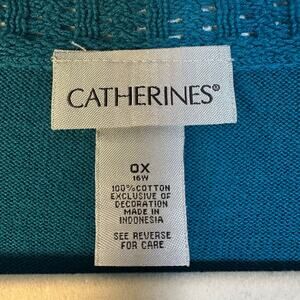 CATHERINES®
0X
16W
100% COTTON
EXCLUSIVE OF
DECORATION
MADE IN
INDONESIA
SEE REVERSE
FOR CARE